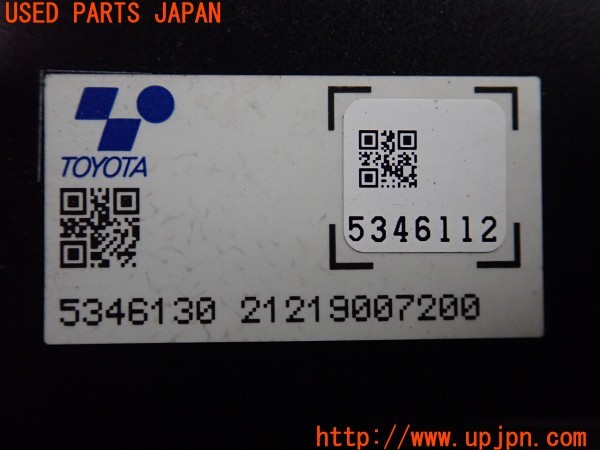 USED PARTS JAPAN
TOYOTA
5346112
5346130 21219007200
http://www.upjpn.com